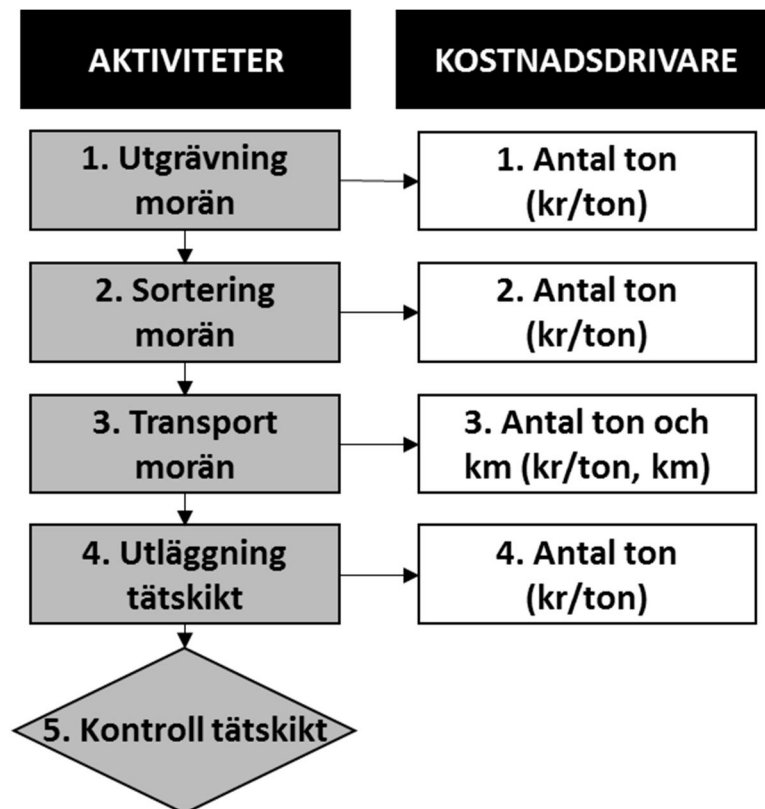 AKTIVITETER
KOSTNADSDRIVARE
1. Utgrävning
morän
1. Antal ton
(kr/ton)
2. Sortering
morän
2. Antal ton
(kr/ton)
3. Transport
morän
3. Antal ton och
km (kr/ton, km)
4. Utläggning
tätskikt
4. Antal ton
(kr/ton)
5. Kontroll tätskikt